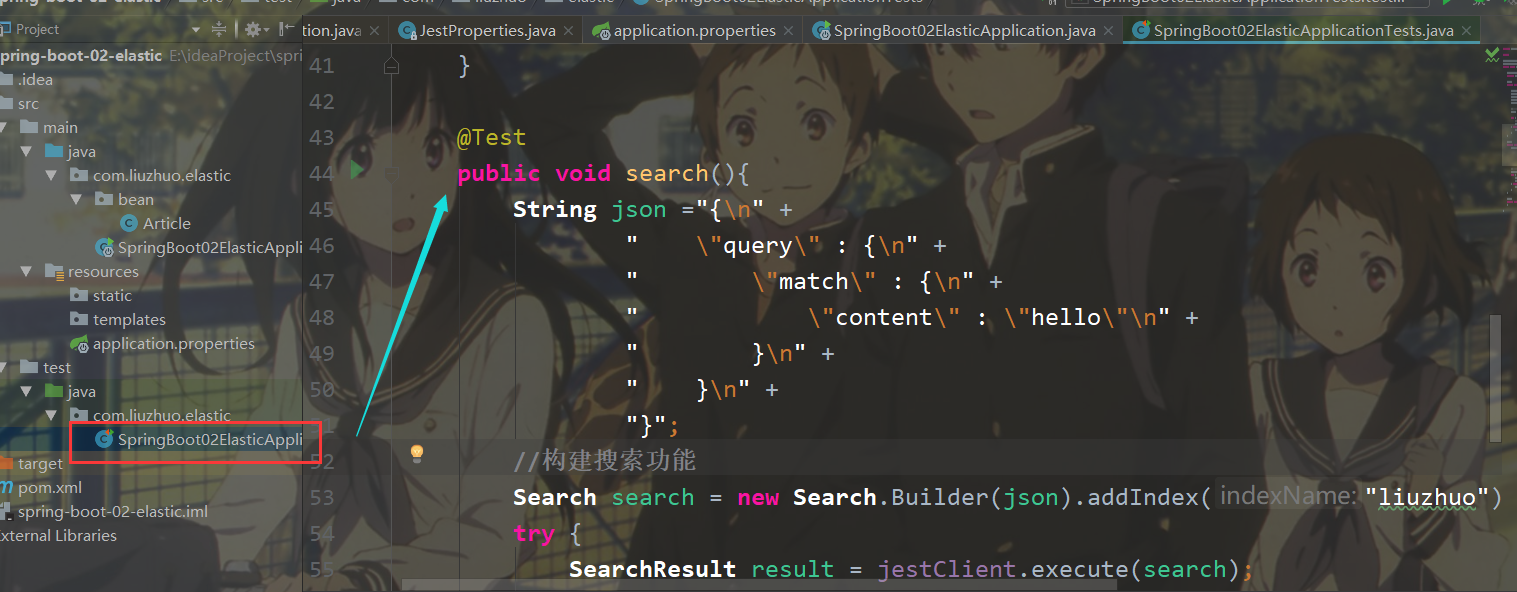 Project
tion.java
JestProperties.java
application.properties
SpringBoot02ElasticApplication.java
SpringBoot02ElasticApplicationTests.java
pring-boot-02-elastic E:\ideaProject\spri
.idea
src
main
java
com.liuzhuo.elastic
bean
Article
SpringBoot02ElasticAppli
resources
static
templates
application.properties
test
java
com.liuzhuo.elastic
SpringBoot02ElasticAppli
target
pom.xml
spring-boot-02-elastic.iml
xternal Libraries
41 }
42
43 @Test
44 public void search(){
45 String json ="{\n" +
46 " \"query\" : {\n" +
47 " \"match\" : {\n" +
48 " \"content\" : \"hello\"\n" +
49 " }\n" +
50 " }\n" +
51 "}";
52 //构建搜索功能
53 Search search = new Search.Builder(json).addIndex( indexName: "liuzhuo")
54 try {
55 SearchResult result = jestClient.execute(search);